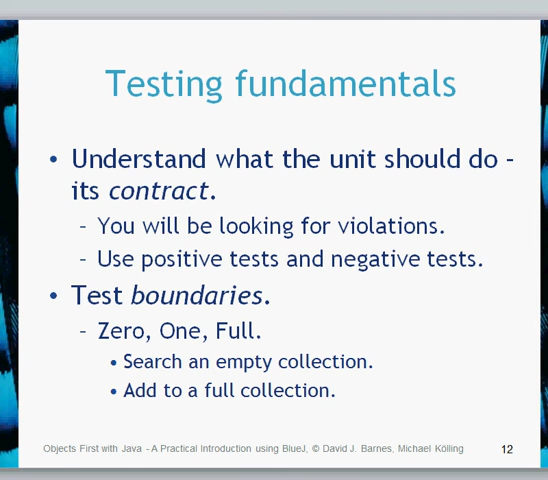 Testing fundamentals
• Understand what the unit should do -
its contract.
- You will be looking for violations.
- Use positive tests and negative tests.
• Test boundaries.
- Zero, One, Full.
• Search an empty collection.
• Add to a full collection.
Objects First with Java - A Practical Introduction using BlueJ, © David J. Barnes, Michael Kölling 12